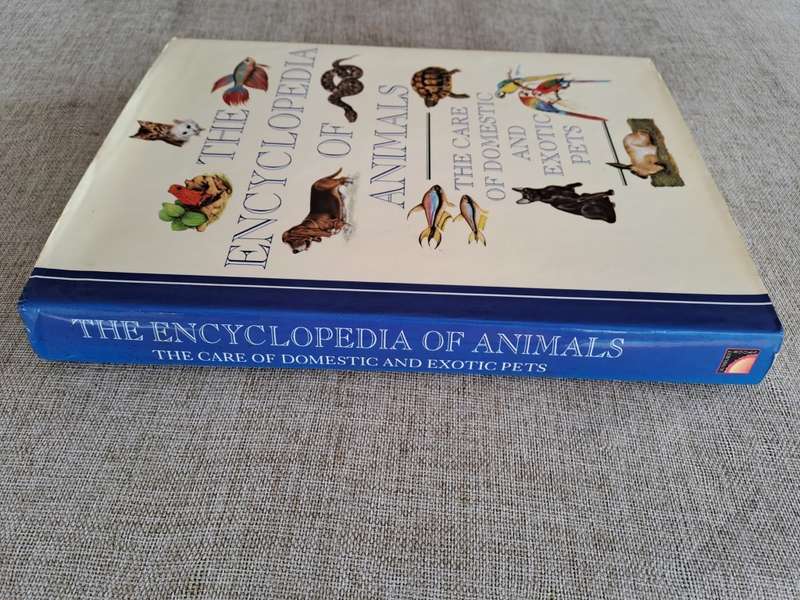 THE
ENCYCLOPEDIA
OF
ANIMALS
THE CARE
OF DOMESTIC
AND
EXOTIC
PETS
THE ENCYCLOPEDIA OF ANIMALS
THE CARE OF DOMESTIC AND EXOTIC PETS